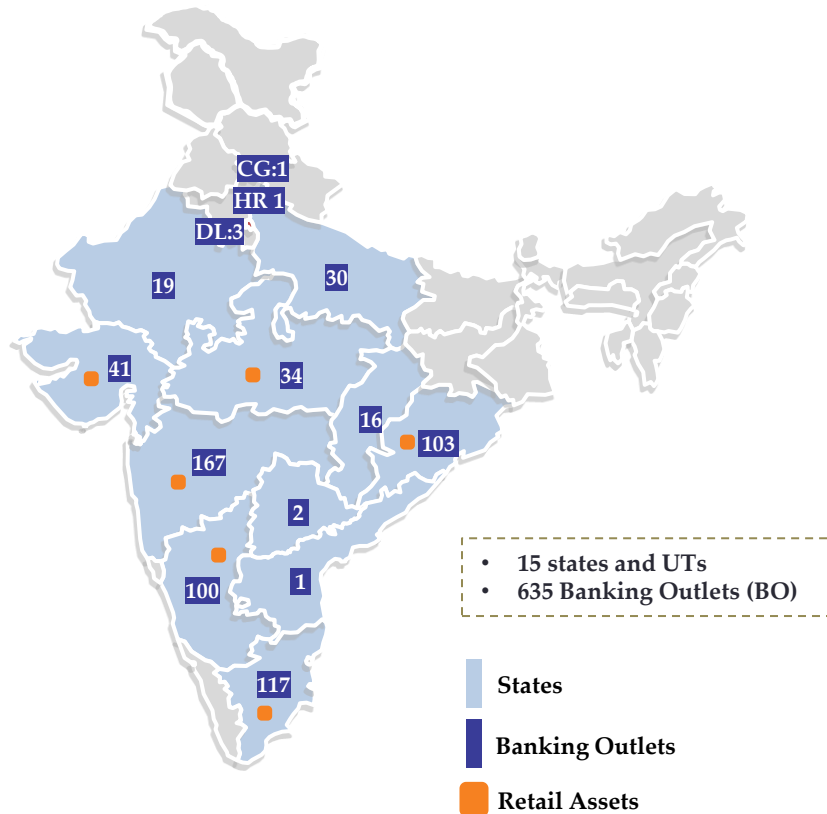 CG:1
HR 1
DL:3
19
30
41
34
16
103
167
2
1
100
117
• 15 states and UTs
• 635 Banking Outlets (BO)
States
Banking Outlets
Retail Assets